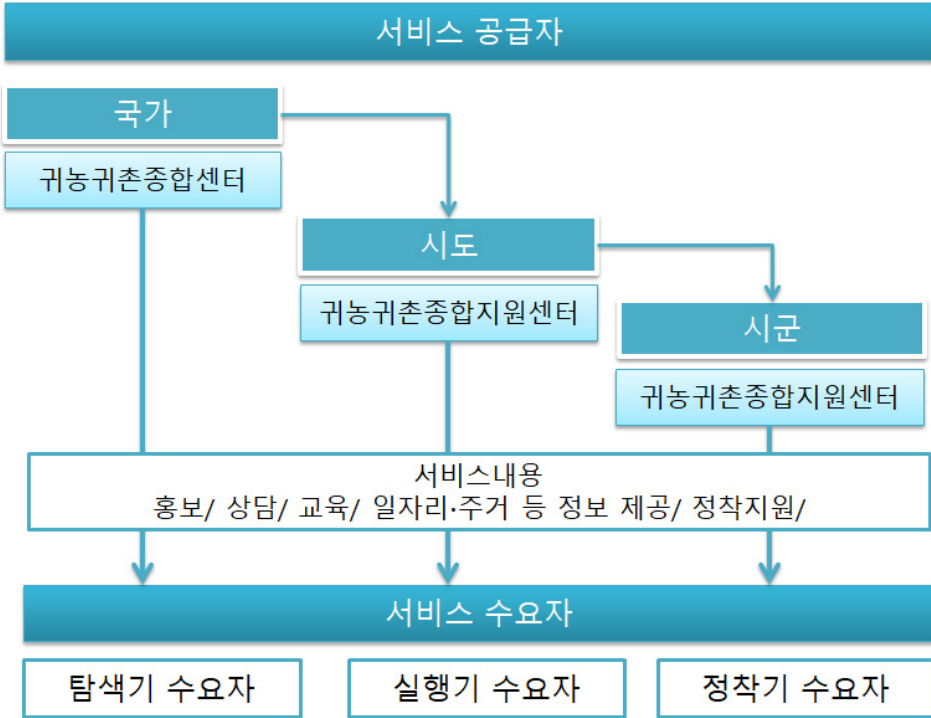 서비스 공급자
국가
귀농귀촌종합센터
시도
귀농귀촌종합지원센터
시군
귀농귀촌종합지원센터
서비스내용
홍보/ 상담/ 교육/ 일자리·주거 등 정보 제공/ 정착지원/
서비스 수요자
탐색기 수요자
실행기 수요자
정착기 수요자